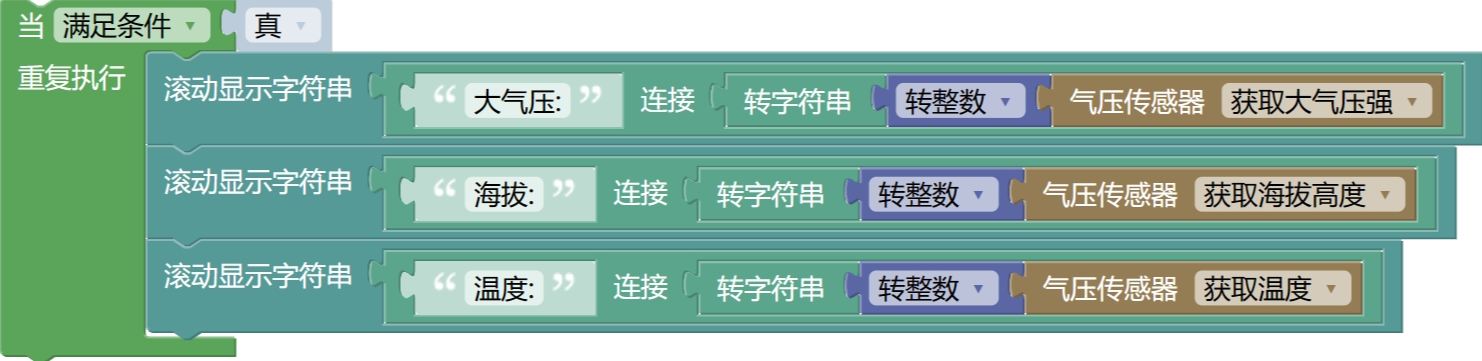 当 满足条件 真
重复执行
滚动显示字符串 “ 大气压: ” 连接 转字符串 转整数 气压传感器 获取大气压强
滚动显示字符串 “ 海拔: ” 连接 转字符串 转整数 气压传感器 获取海拔高度
滚动显示字符串 “ 温度: ” 连接 转字符串 转整数 气压传感器 获取温度